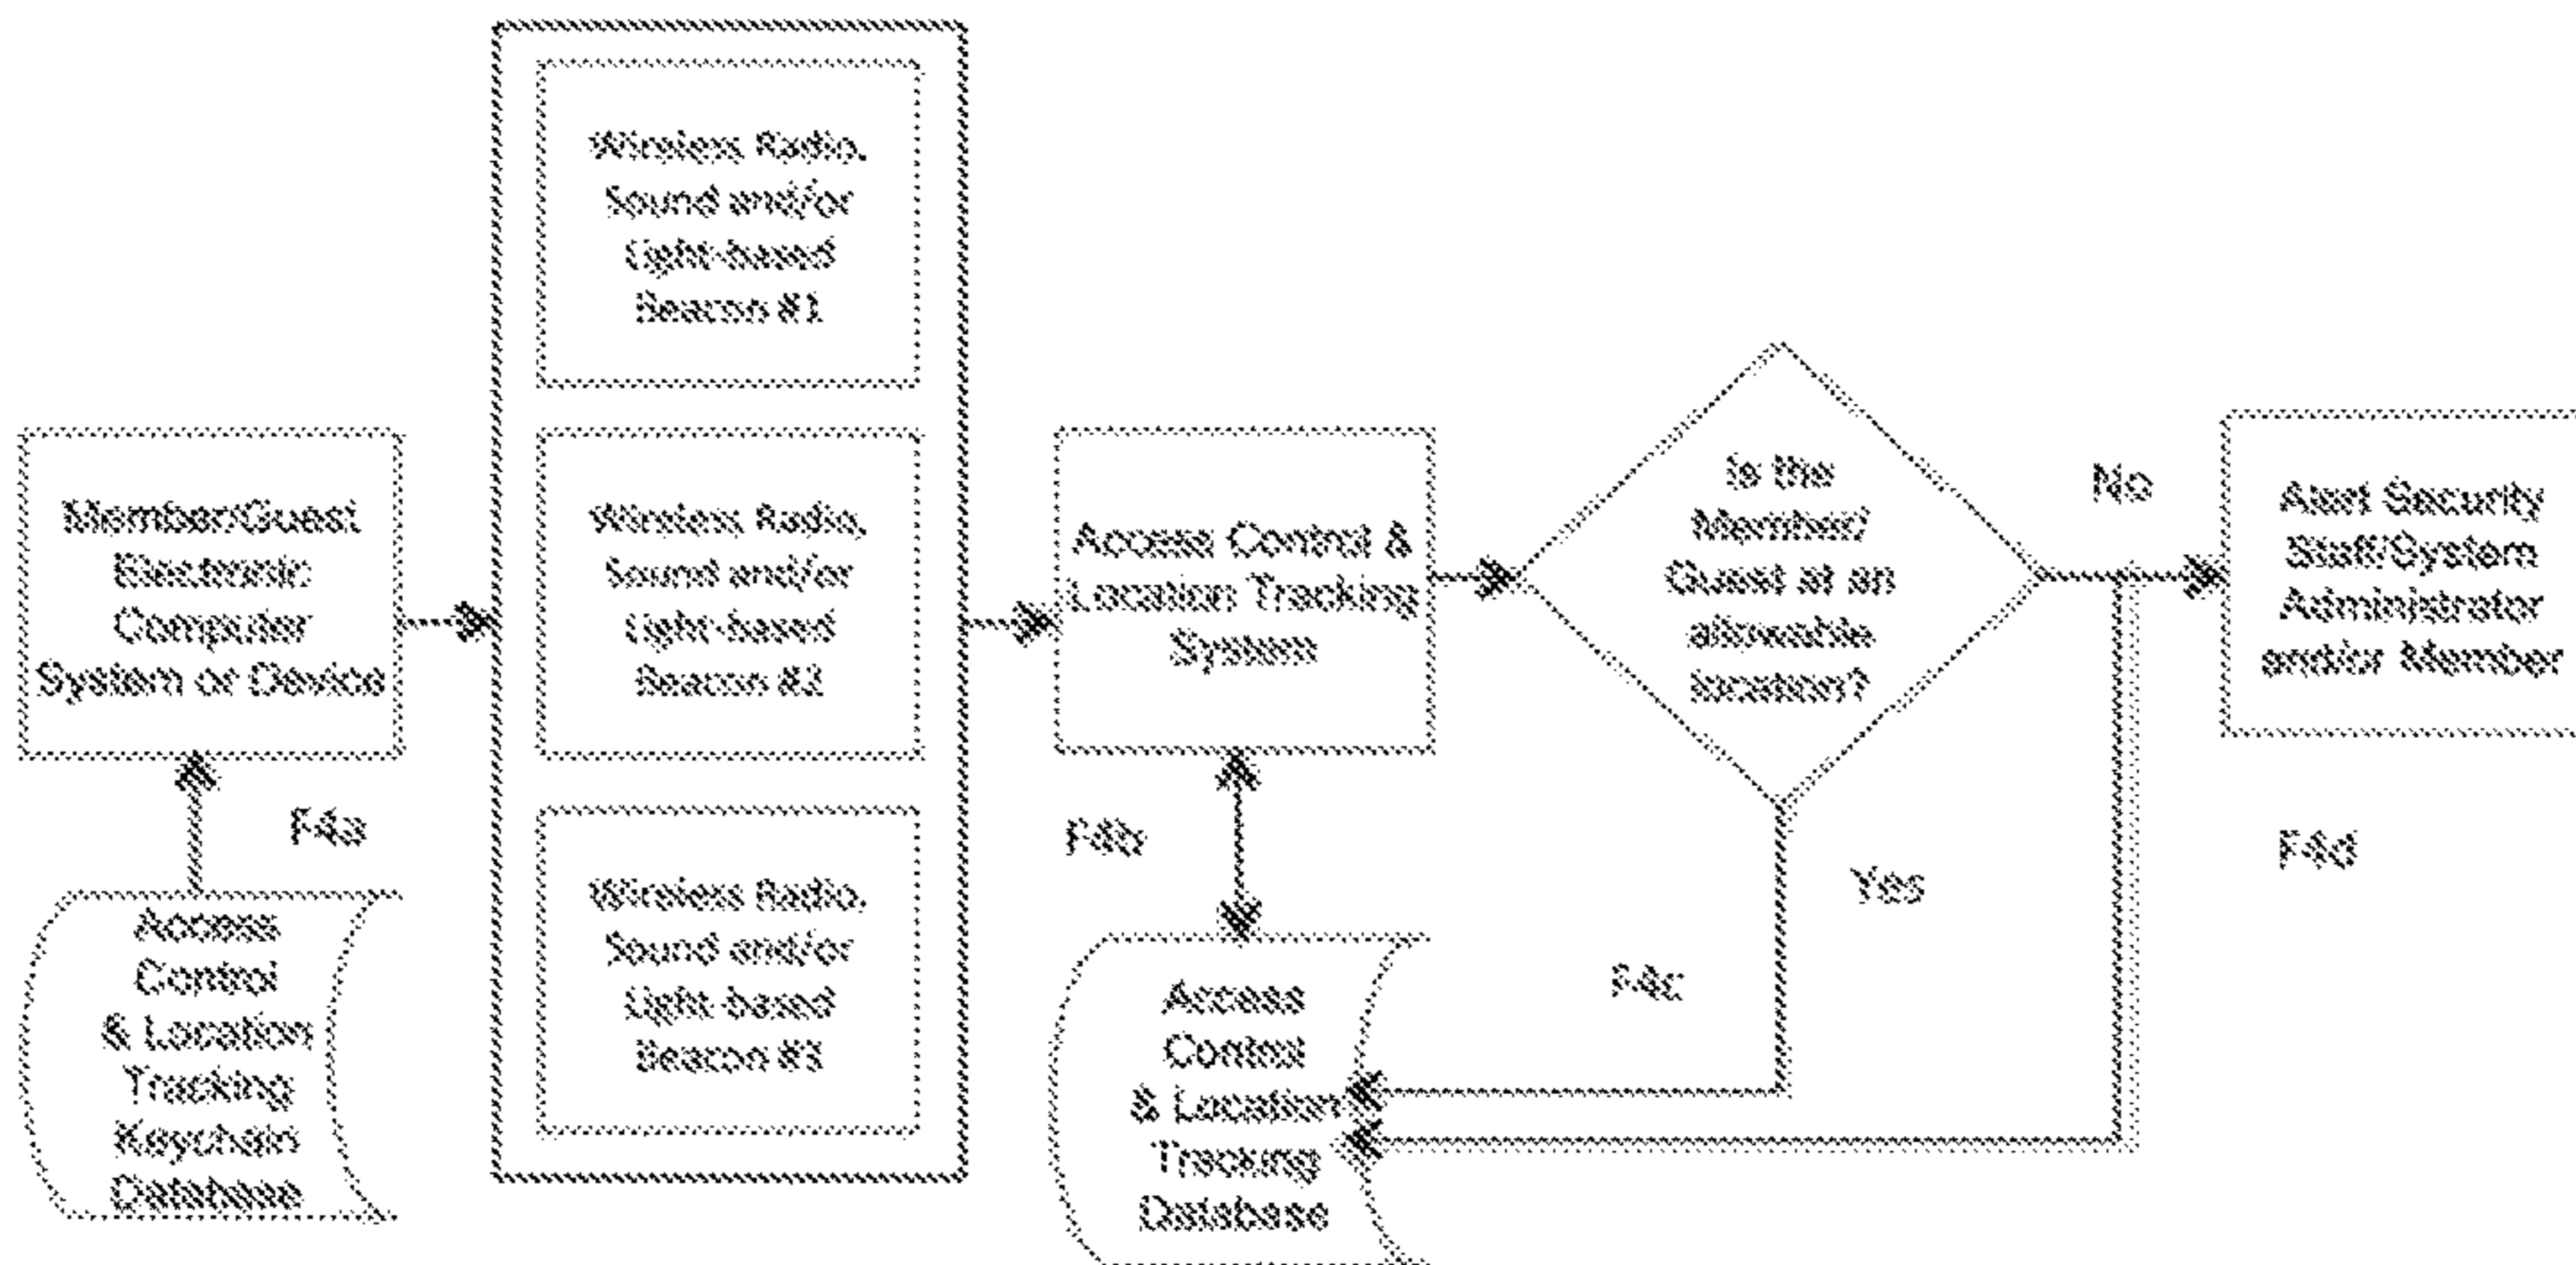 Member/Guest
Electronic
Computer
System or Device
F4a
Access
Control
& Location
Tracking
Keychain
Database
Wireless Radio,
Sound and/or
Light-based
Beacon #1
Wireless Radio,
Sound and/or
Light-based
Beacon #2
Wireless Radio,
Sound and/or
Light-based
Beacon #3
Access Control &
Location Tracking
System
F4b
Access
Control
& Location
Tracking
Database
Is the
Member/
Guest at an
allowable
location?
Yes
F4c
No
Alert Security
Staff/System
Administrator
and/or Member
F4d